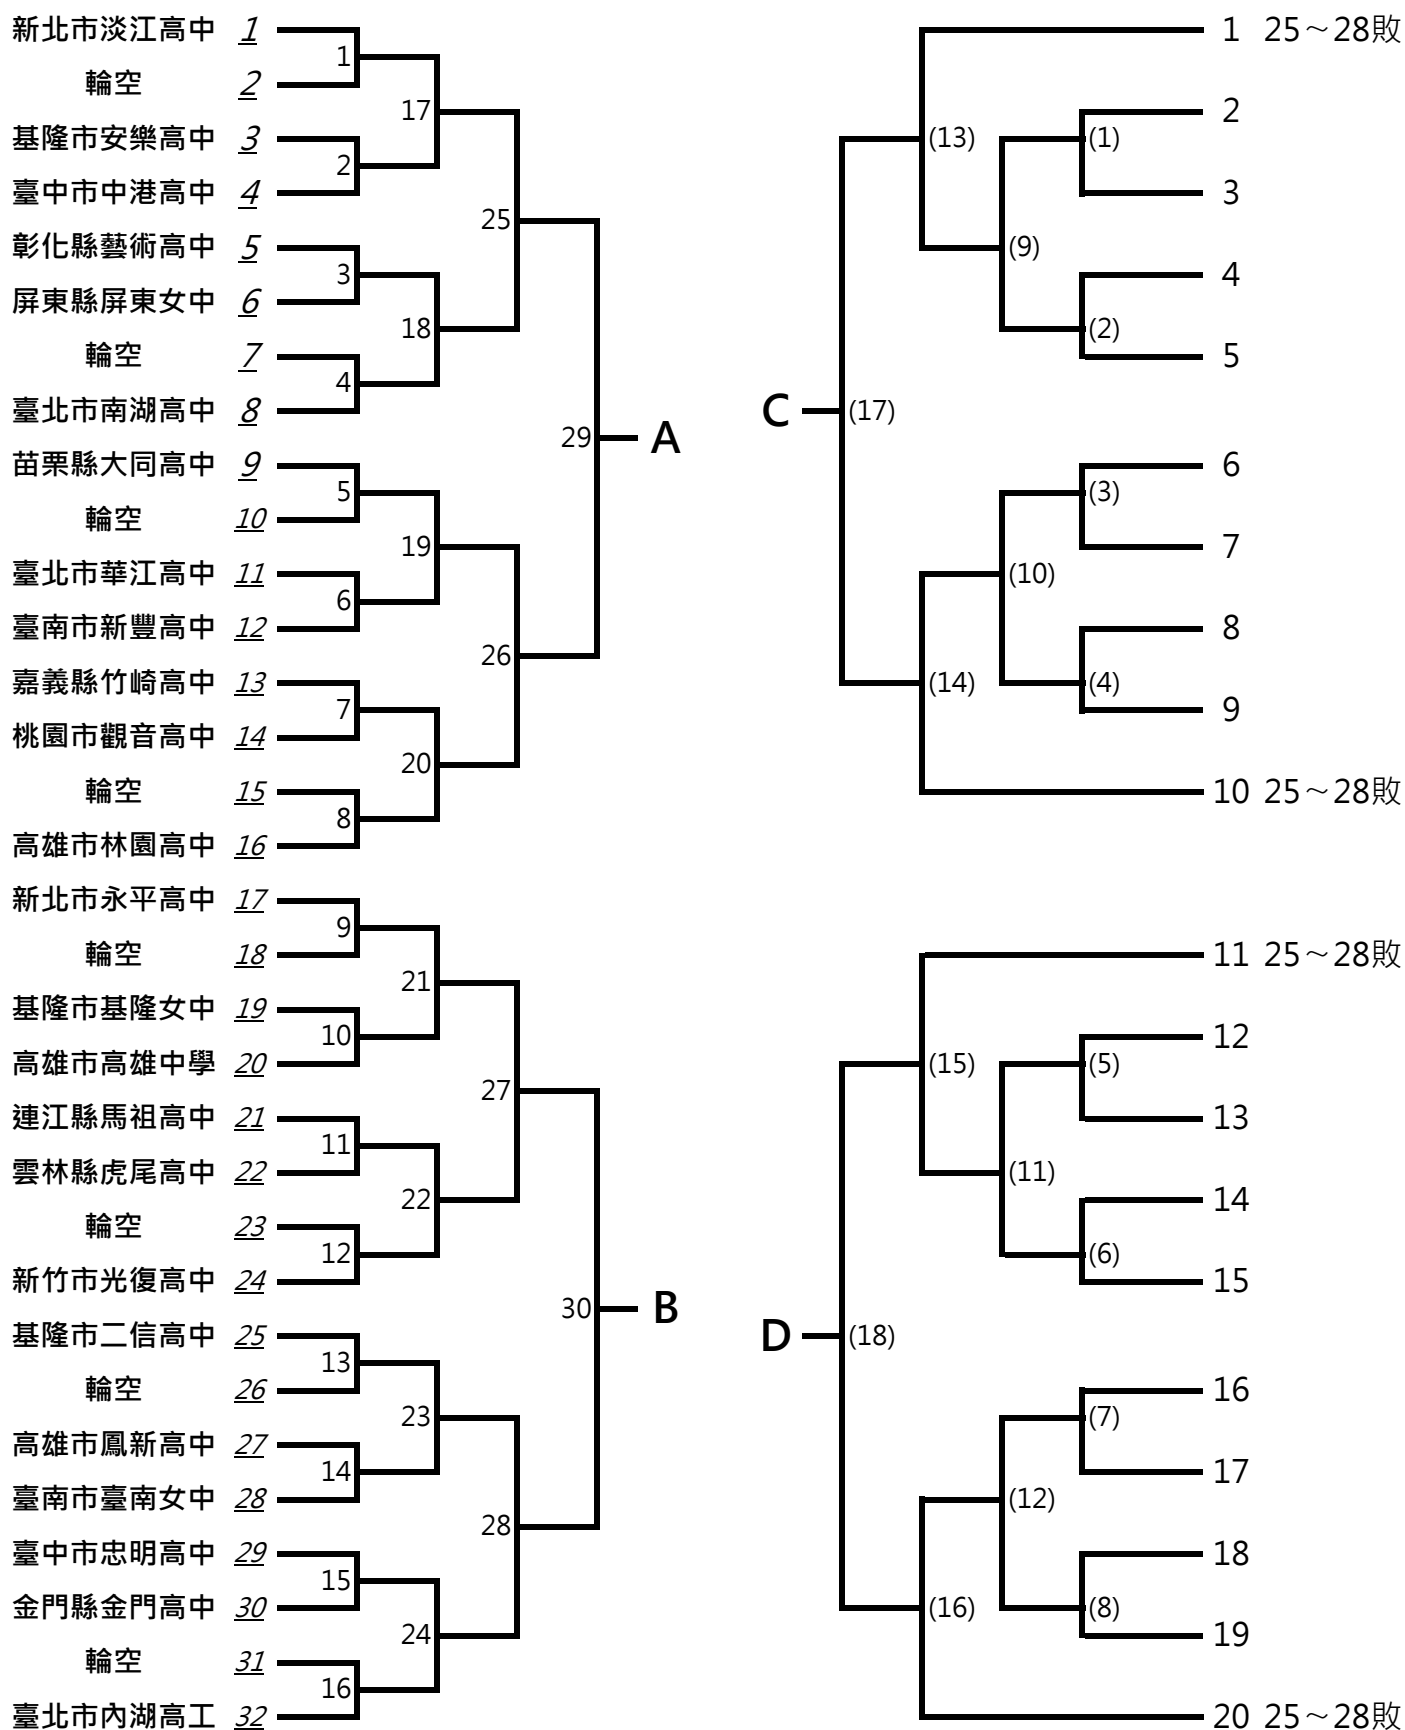 新北市淡江高中 1
輪空 2
基隆市安樂高中 3
臺中市中港高中 4
彰化縣藝術高中 5
屏東縣屏東女中 6
輪空 7
臺北市南湖高中 8
苗栗縣大同高中 9
輪空 10
臺北市華江高中 11
臺南市新豐高中 12
嘉義縣竹崎高中 13
桃園市觀音高中 14
輪空 15
高雄市林園高中 16
新北市永平高中 17
輪空 18
基隆市基隆女中 19
高雄市高雄中學 20
連江縣馬祖高中 21
雲林縣虎尾高中 22
輪空 23
新竹市光復高中 24
基隆市二信高中 25
輪空 26
高雄市鳳新高中 27
臺南市臺南女中 28
臺中市忠明高中 29
金門縣金門高中 30
輪空 31
臺北市內湖高工 32
1
2
3
4
5
6
7
8
9
10
11
12
13
14
15
16
17
18
19
20
21
22
23
24
25
26
27
28
29
30
A
B
C
D
(17)
(18)
(13)
(14)
(15)
(16)
(9)
(10)
(11)
(12)
(1)
(2)
(3)
(4)
(5)
(6)
(7)
(8)
1 25～28敗
2
3
4
5
6
7
8
9
10 25～28敗
11 25～28敗
12
13
14
15
16
17
18
19
20 25～28敗